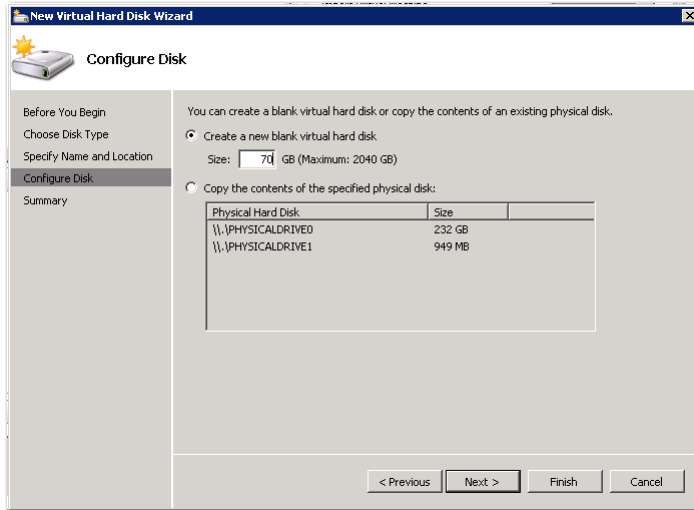 New Virtual Hard Disk Wizard
Configure Disk
Before You Begin
Choose Disk Type
Specify Name and Location
Configure Disk
Summary
You can create a blank virtual hard disk or copy the contents of an existing physical disk.
Create a new blank virtual hard disk
Size: 70 GB (Maximum: 2040 GB)
Copy the contents of the specified physical disk:
Physical Hard Disk Size
\\.\PHYSICALDRIVE0 232 GB
\\.\PHYSICALDRIVE1 949 MB
< Previous Next > Finish Cancel